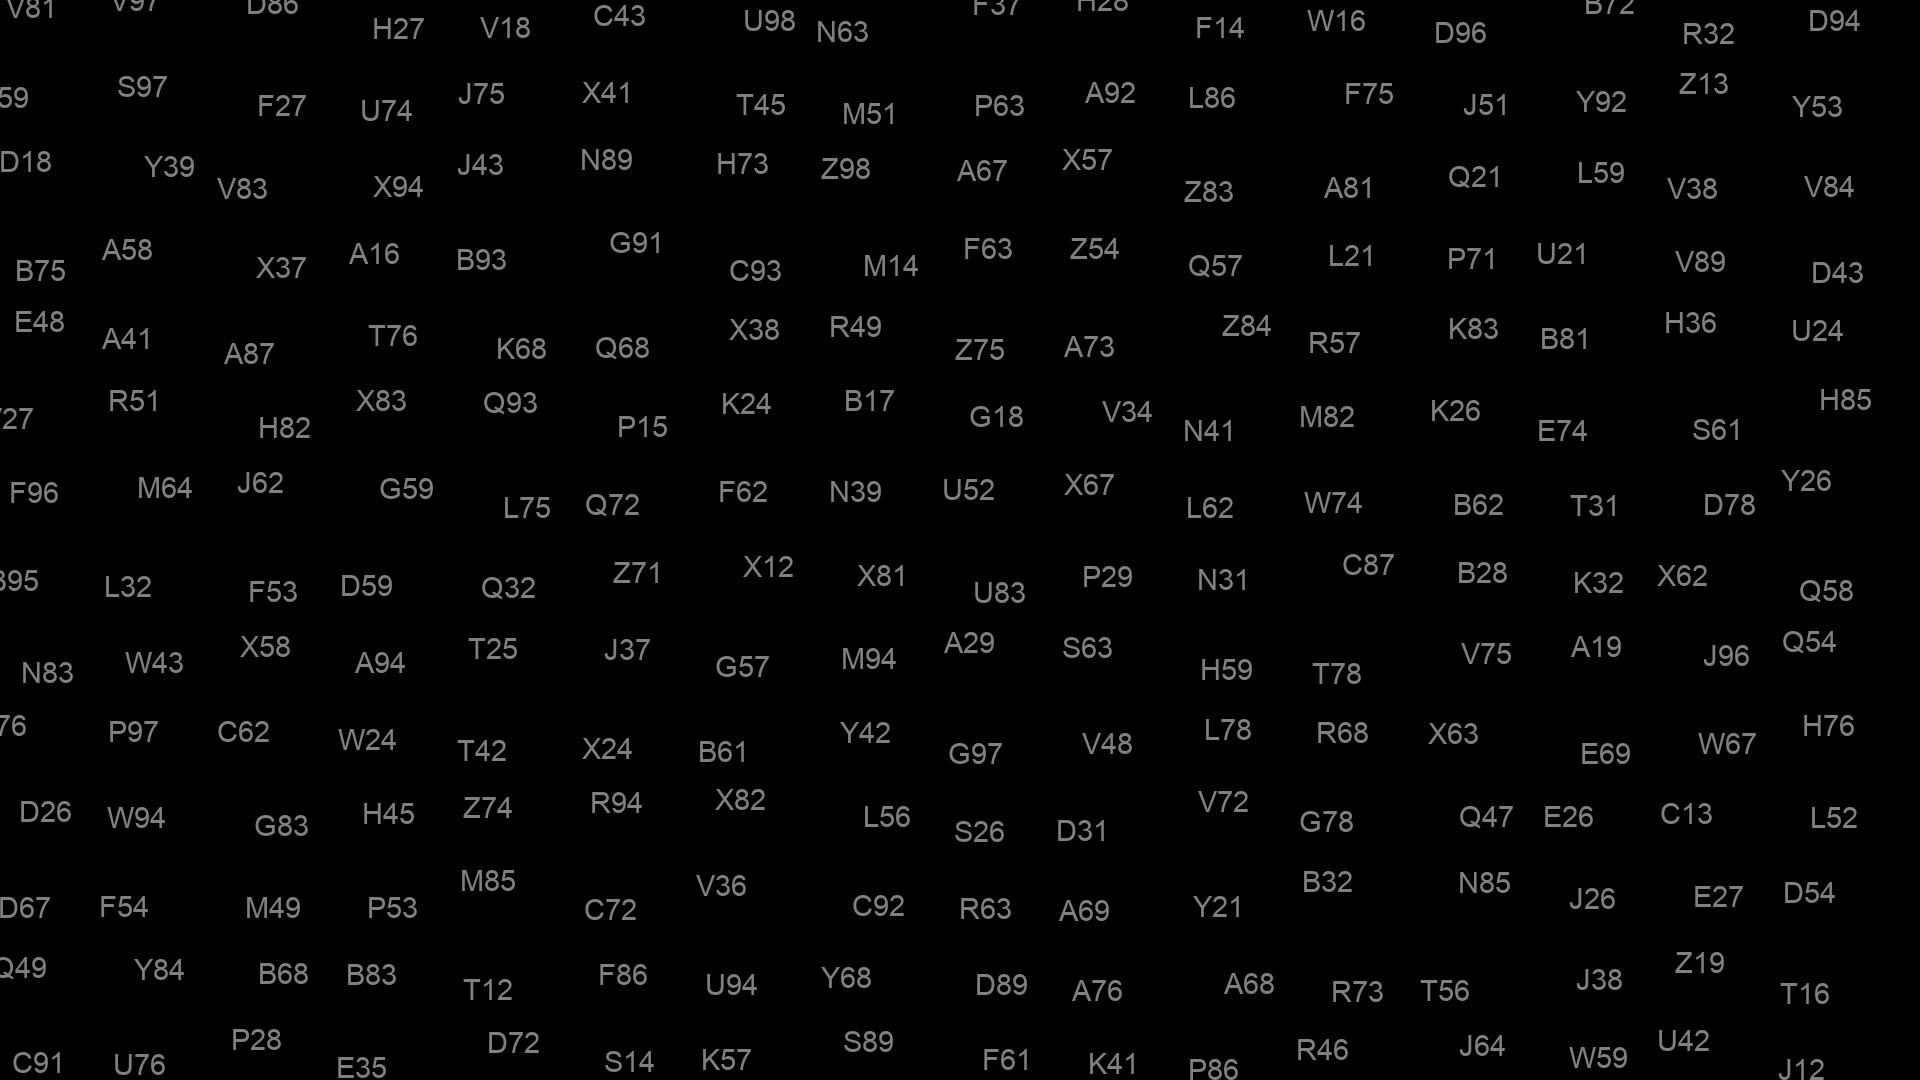 V81 V97 D86 H27 V18 C43 U98 N63 F37 H28 F14 W16 D96 B72 R32 D94
59 S97 F27 U74 J75 X41 T45 M51 P63 A92 L86 F75 J51 Y92 Z13 Y53
D18 Y39 V83 X94 J43 N89 H73 Z98 A67 X57 Z83 A81 Q21 L59 V38 V84
B75 A58 X37 A16 B93 G91 C93 M14 F63 Z54 Q57 L21 P71 U21 V89 D43
E48 A41 A87 T76 K68 Q68 X38 R49 Z75 A73 Z84 R57 K83 B81 H36 U24
27 R51 H82 X83 Q93 P15 K24 B17 G18 V34 N41 M82 K26 E74 S61 H85
F96 M64 J62 G59 L75 Q72 F62 N39 U52 X67 L62 W74 B62 T31 D78 Y26
95 L32 F53 D59 Q32 Z71 X12 X81 U83 P29 N31 C87 B28 K32 X62 Q58
N83 W43 X58 A94 T25 J37 G57 M94 A29 S63 H59 T78 V75 A19 J96 Q54
76 P97 C62 W24 T42 X24 B61 Y42 G97 V48 L78 R68 X63 E69 W67 H76
D26 W94 G83 H45 Z74 R94 X82 L56 S26 D31 V72 G78 Q47 E26 C13 L52
D67 F54 M49 P53 M85 C72 V36 C92 R63 A69 Y21 B32 N85 J26 E27 D54
Q49 Y84 B68 B83 T12 F86 U94 Y68 D89 A76 A68 R73 T56 J38 Z19 T16
C91 U76 P28 E35 D72 S14 K57 S89 F61 K41 P86 R46 J64 W59 U42 J12